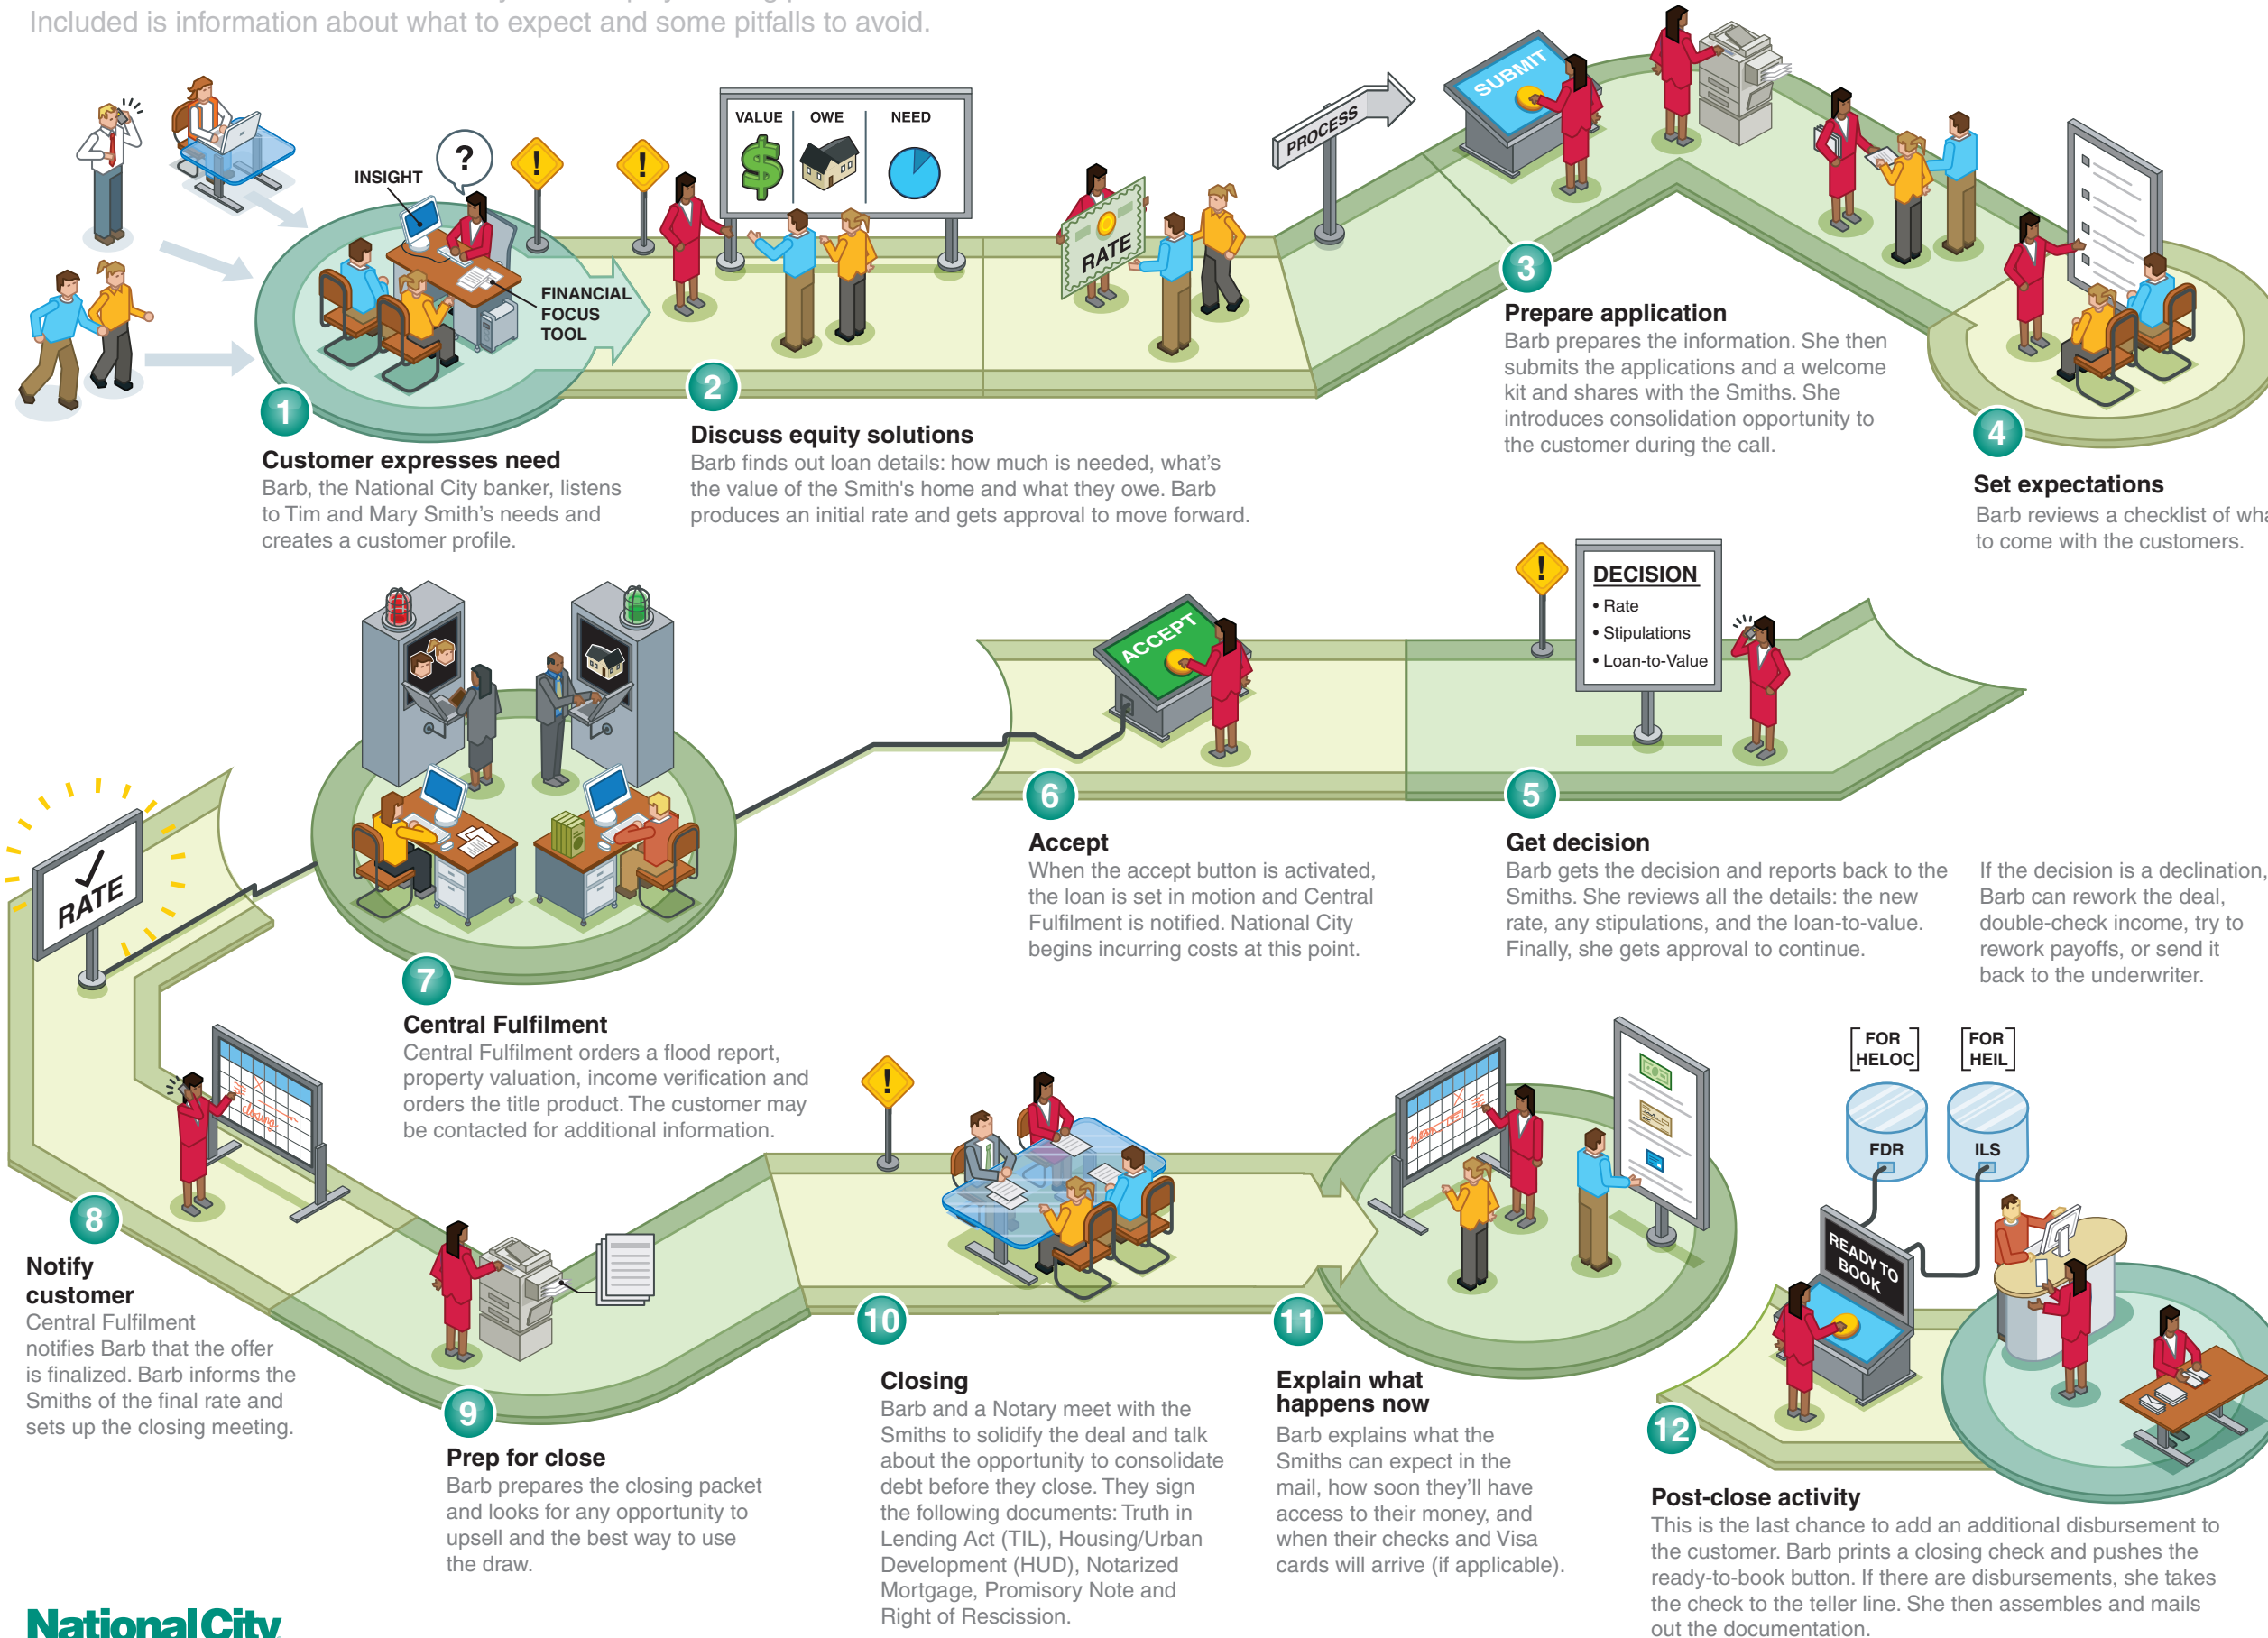 Included is information about what to expect and some pitfalls to avoid.
INSIGHT
?
!
!
FINANCIAL
FOCUS
TOOL
VALUE
OWE
NEED
$
RATE
PROCESS
SUBMIT
1
Customer expresses need
Barb, the National City banker, listens
to Tim and Mary Smith's needs and
creates a customer profile.
2
Discuss equity solutions
Barb finds out loan details: how much is needed, what's
the value of the Smith's home and what they owe. Barb
produces an initial rate and gets approval to move forward.
3
Prepare application
Barb prepares the information. She then
submits the applications and a welcome
kit and shares with the Smiths. She
introduces consolidation opportunity to
the customer during the call.
4
Set expectations
Barb reviews a checklist of
to come with the customers.
!
DECISION
• Rate
• Stipulations
• Loan-to-Value
5
Get decision
Barb gets the decision and reports back to the
Smiths. She reviews all the details: the new
rate, any stipulations, and the loan-to-value.
Finally, she gets approval to continue.
If the decision is a declination,
Barb can rework the deal,
double-check income, try to
rework payoffs, or send it
back to the underwriter.
ACCEPT
6
Accept
When the accept button is activated,
the loan is set in motion and Central
Fulfilment is notified. National City
begins incurring costs at this point.
7
Central Fulfilment
Central Fulfilment orders a flood report,
property valuation, income verification and
orders the title product. The customer may
be contacted for additional information.
RATE
closing
8
Notify
customer
Central Fulfilment
notifies Barb that the offer
is finalized. Barb informs the
Smiths of the final rate and
sets up the closing meeting.
9
Prep for close
Barb prepares the closing packet
and looks for any opportunity to
upsell and the best way to use
the draw.
!
10
Closing
Barb and a Notary meet with the
Smiths to solidify the deal and talk
about the opportunity to consolidate
debt before they close. They sign
the following documents: Truth in
Lending Act (TIL), Housing/Urban
Development (HUD), Notarized
Mortgage, Promisory Note and
Right of Rescission.
11
Explain what
happens now
Barb explains what the
Smiths can expect in the
mail, how soon they'll have
access to their money, and
when their checks and Visa
cards will arrive (if applicable).
FOR
HELOC
FOR
HEIL
FDR
ILS
READY TO
BOOK
12
Post-close activity
This is the last chance to add an additional disbursement to
the customer. Barb prints a closing check and pushes the
ready-to-book button. If there are disbursements, she takes
the check to the teller line. She then assembles and mails
out the documentation.
National City